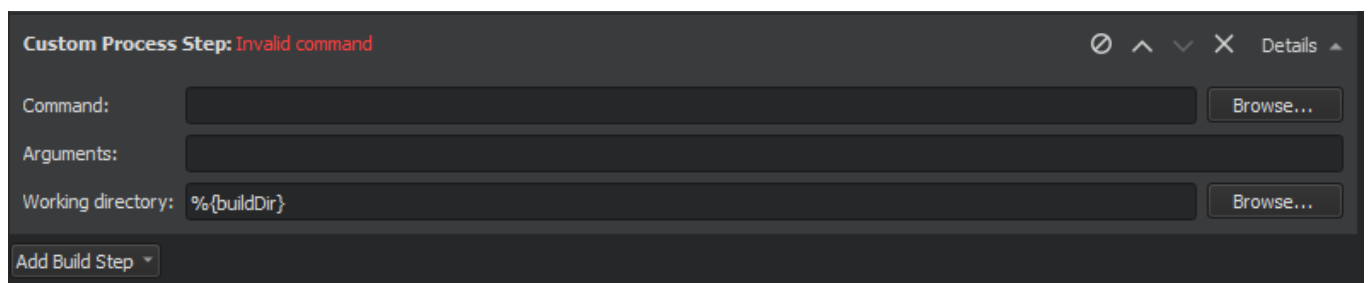 Custom Process Step: Invalid command Details
Command: Browse...
Arguments:
Working directory: %{buildDir} Browse...
Add Build Step